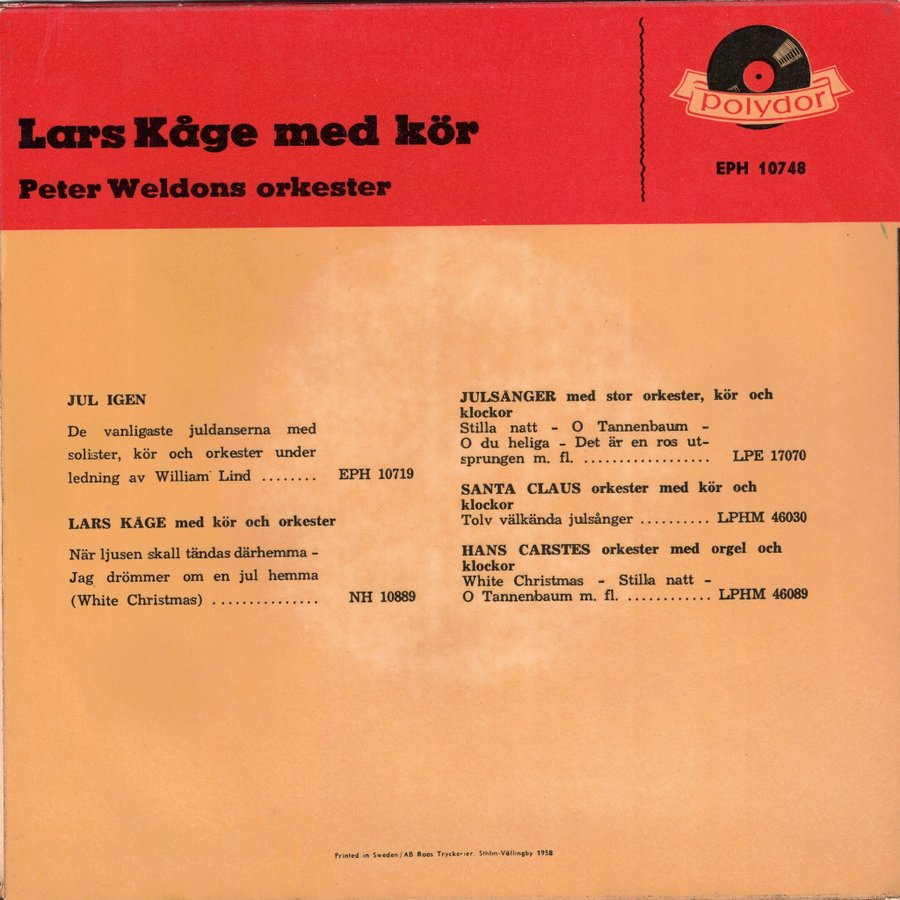 Lars Kåge med kör
Peter Weldons orkester
polydor
EPH 10748
JUL IGEN
De vanligaste juldanserna med
solister, kör och orkester under
ledning av William Lind ........ EPH 10719
LARS KÅGE med kör och orkester
När ljusen skall tändas därhemma –
Jag drömmer om en jul hemma
(White Christmas) ............... NH 10889
JULSÅNGER med stor orkester, kör och
klockor
Stilla natt – O Tannenbaum –
O du heliga – Det är en ros ut-
sprungen m. fl. .................. LPE 17070
SANTA CLAUS orkester med kör och
klockor
Tolv välkända julsånger .......... LPHM 46030
HANS CARSTES orkester med orgel och
klockor
White Christmas – Stilla natt –
O Tannenbaum m. fl. ............ LPHM 46089
Printed in Sweden/AB Roos Tryckerier, Sthlm-Vällingby 1958